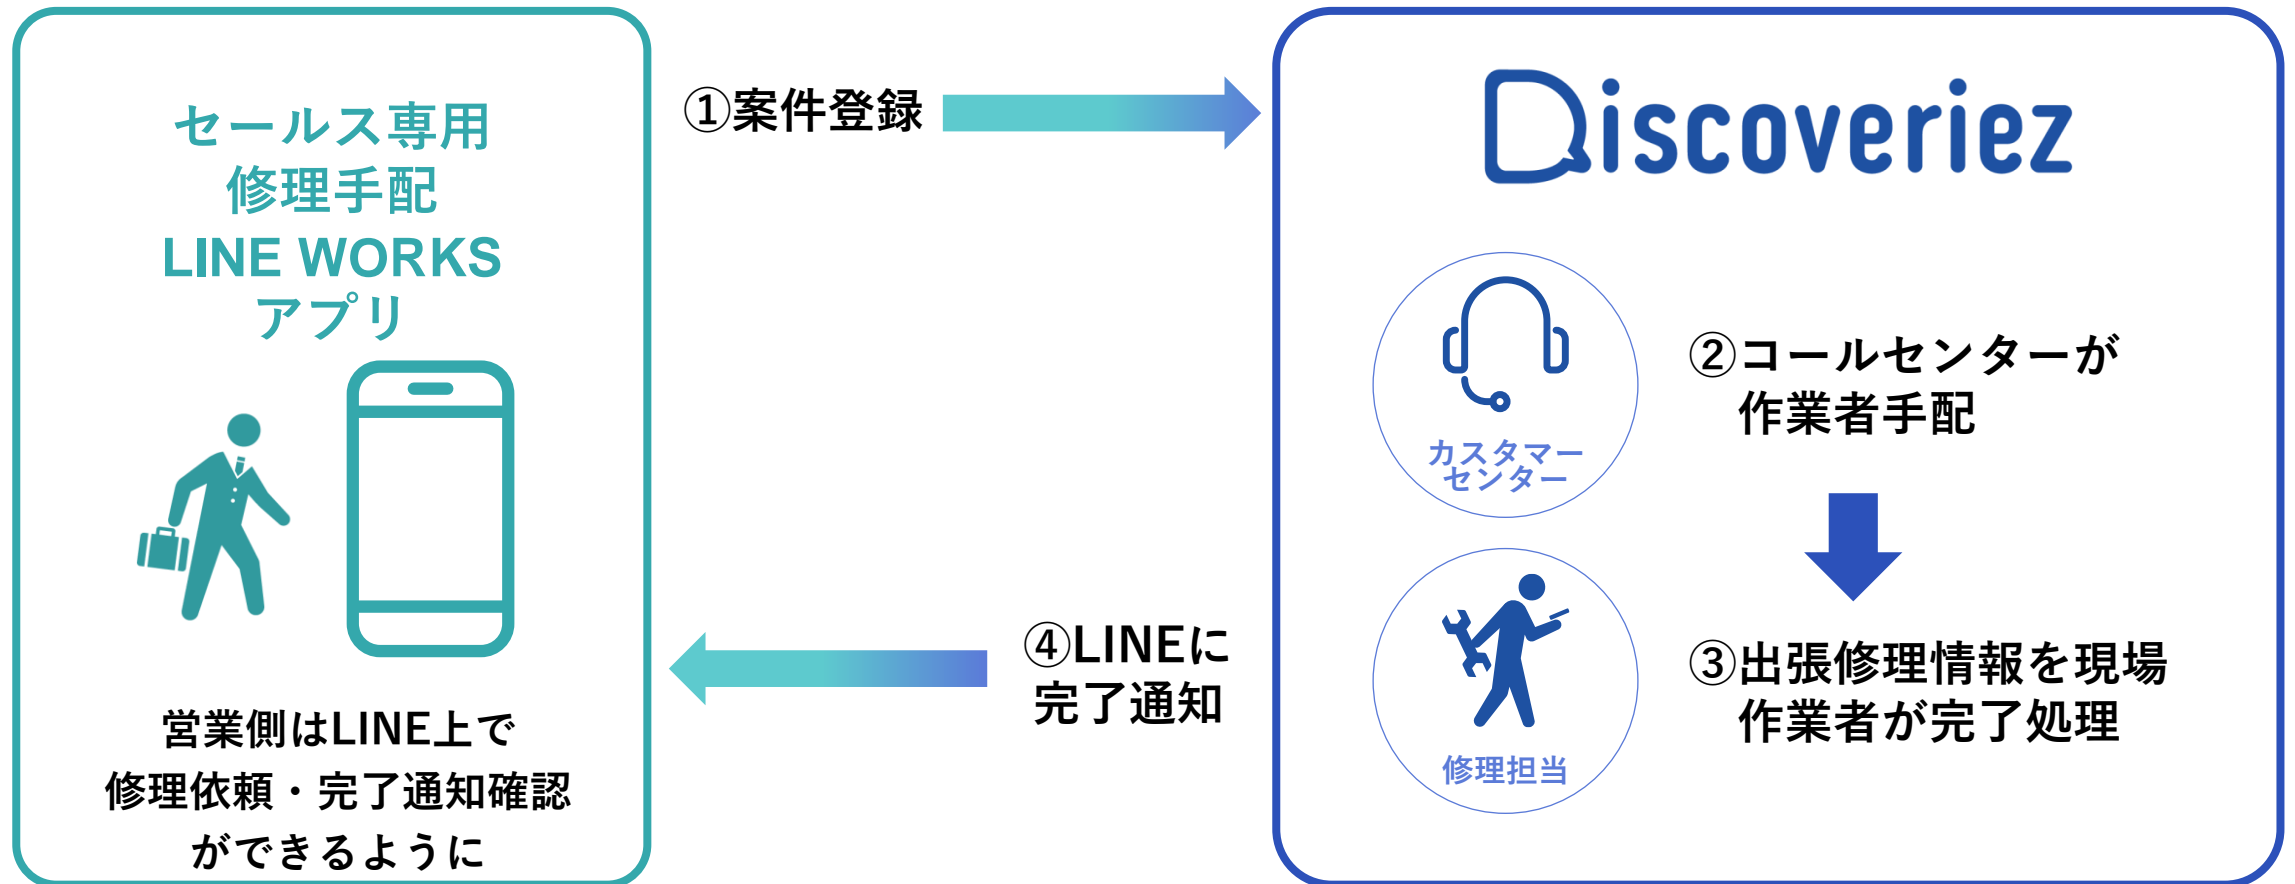 セールス専用
修理手配
LINE WORKS
アプリ
営業側はLINE上で
修理依頼・完了通知確認
ができるように
①案件登録
④LINEに
完了通知
Discoveriez
カスタマー
センター
②コールセンターが
作業者手配
修理担当
③出張修理情報を現場
作業者が完了処理